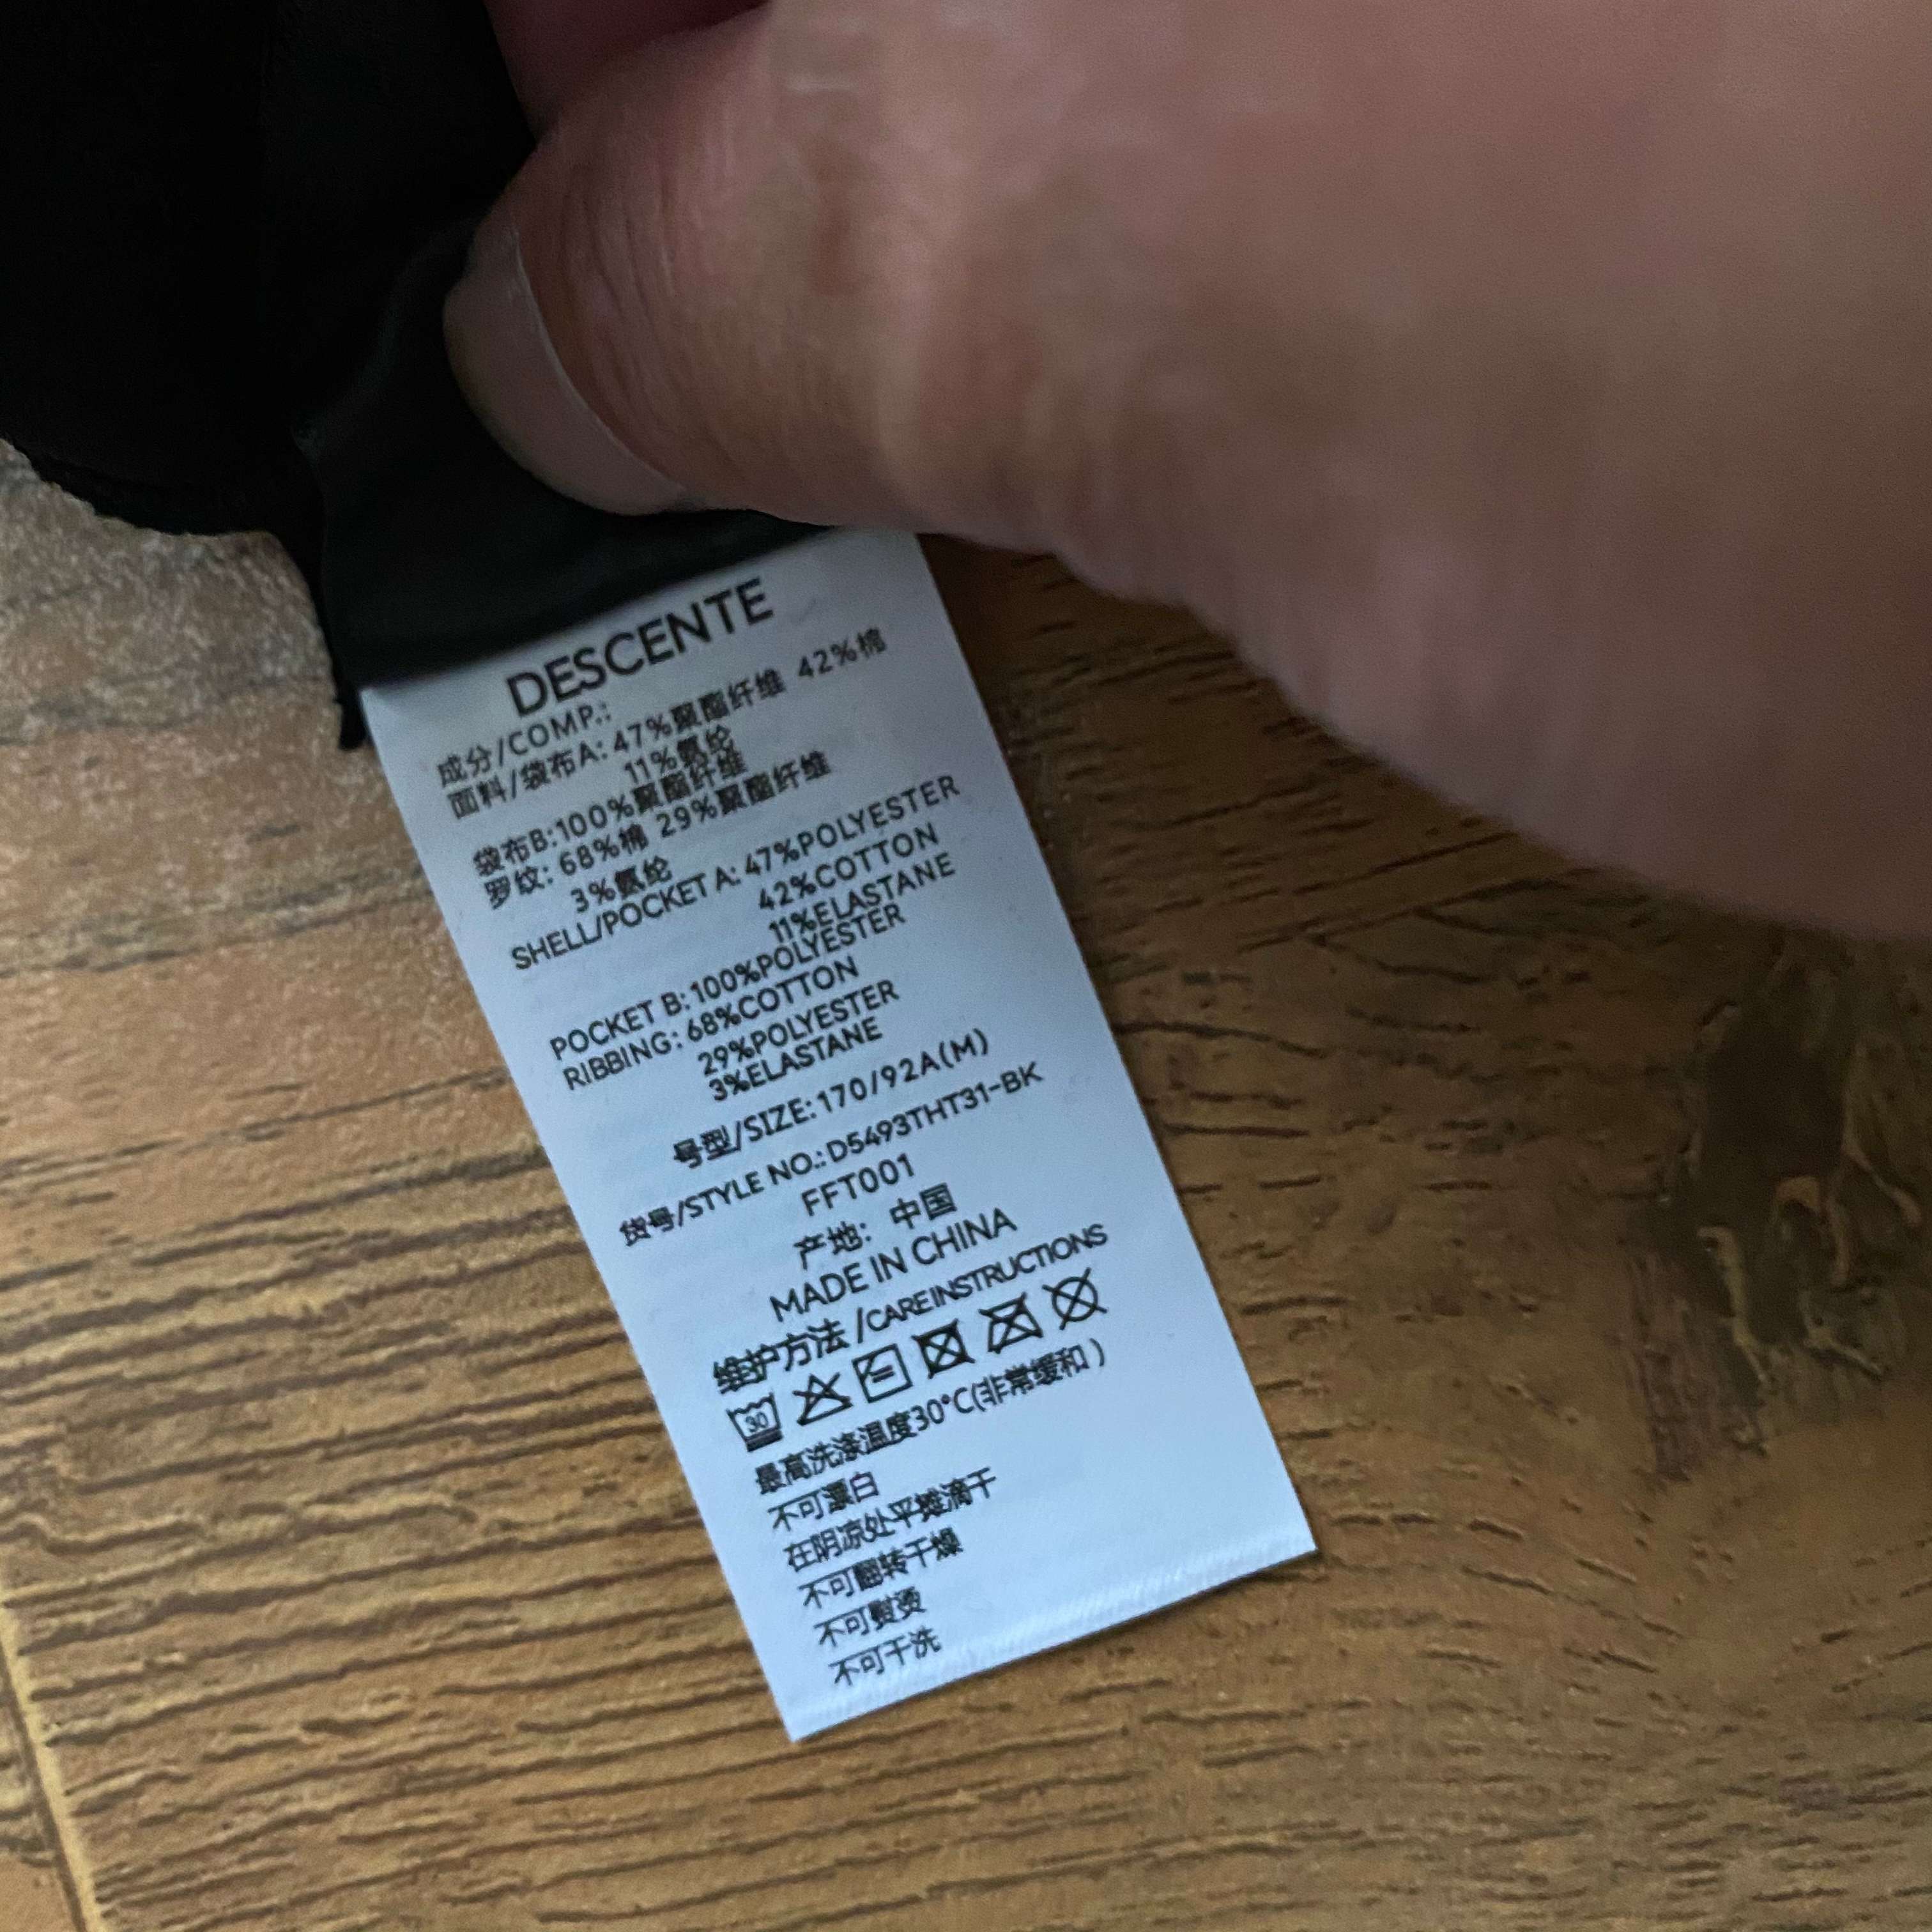 DESCENTE
成分/COMP.:
面料/袋布A: 47%聚酯纤维 42%棉
11%氨纶
袋布B:100%聚酯纤维
罗纹: 68%棉 29%聚酯纤维
3%氨纶
SHELL/POCKET A: 47%POLYESTER
42%COTTON
11%ELASTANE
POCKET B: 100%POLYESTER
RIBBING: 68%COTTON
29%POLYESTER
3%ELASTANE
号型/SIZE:170/92A(M)
货号/STYLE NO.: D5493THT31-BK
FFT001
产地: 中国
MADE IN CHINA
维护方法 /CAREINSTRUCTIONS
30
最高洗涤温度30°C(非常缓和)
不可漂白
在阴凉处平摊滴干
不可翻转干燥
不可熨烫
不可干洗